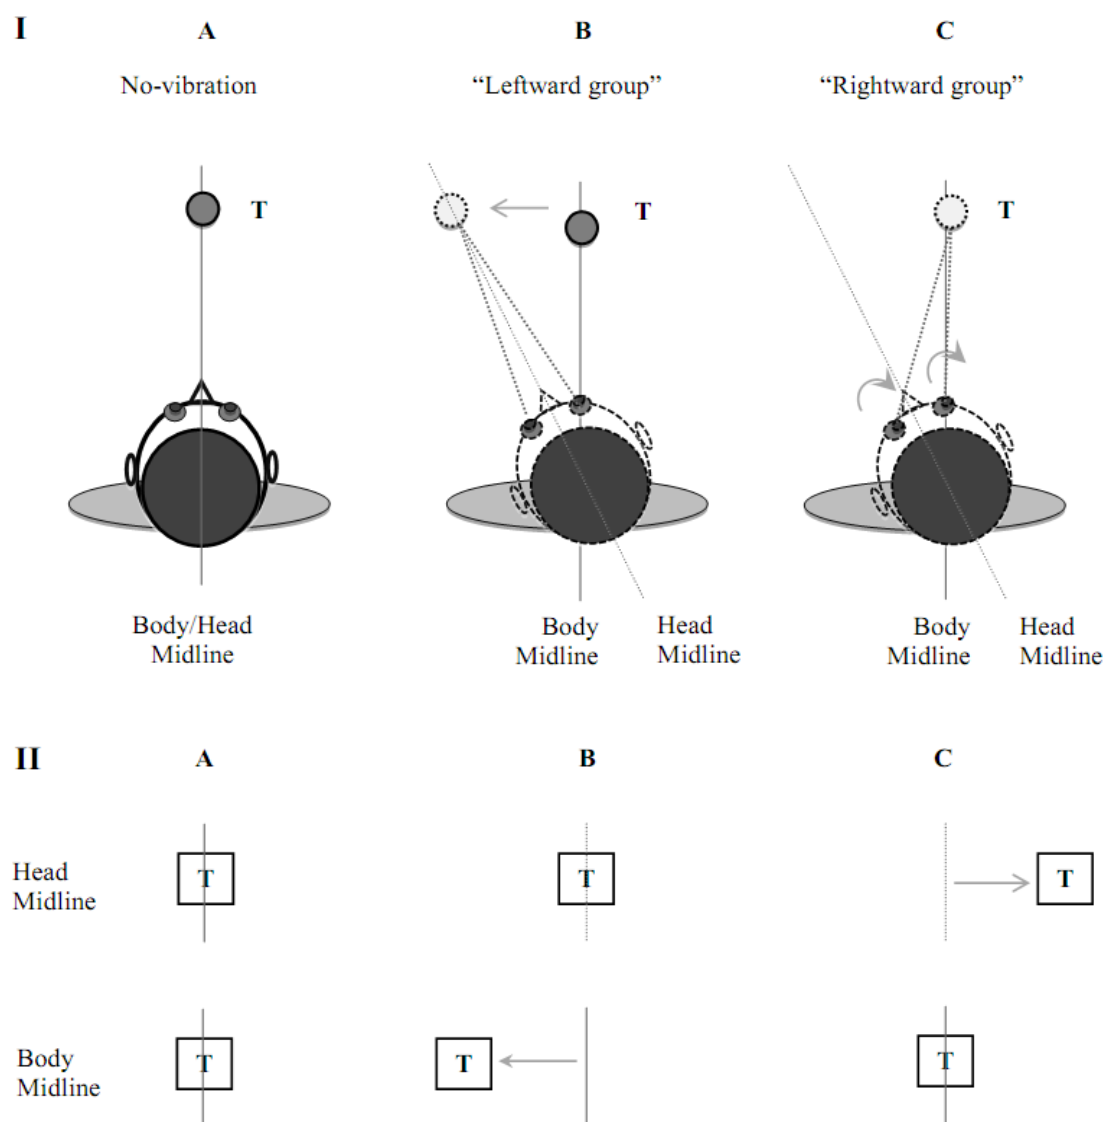 I A B C
No-vibration “Leftward group” “Rightward group”
T T T
Body/Head
Midline
Body
Midline
Head
Midline
Body
Midline
Head
Midline
II A B C
Head
Midline
T T T
Body
Midline
T T T